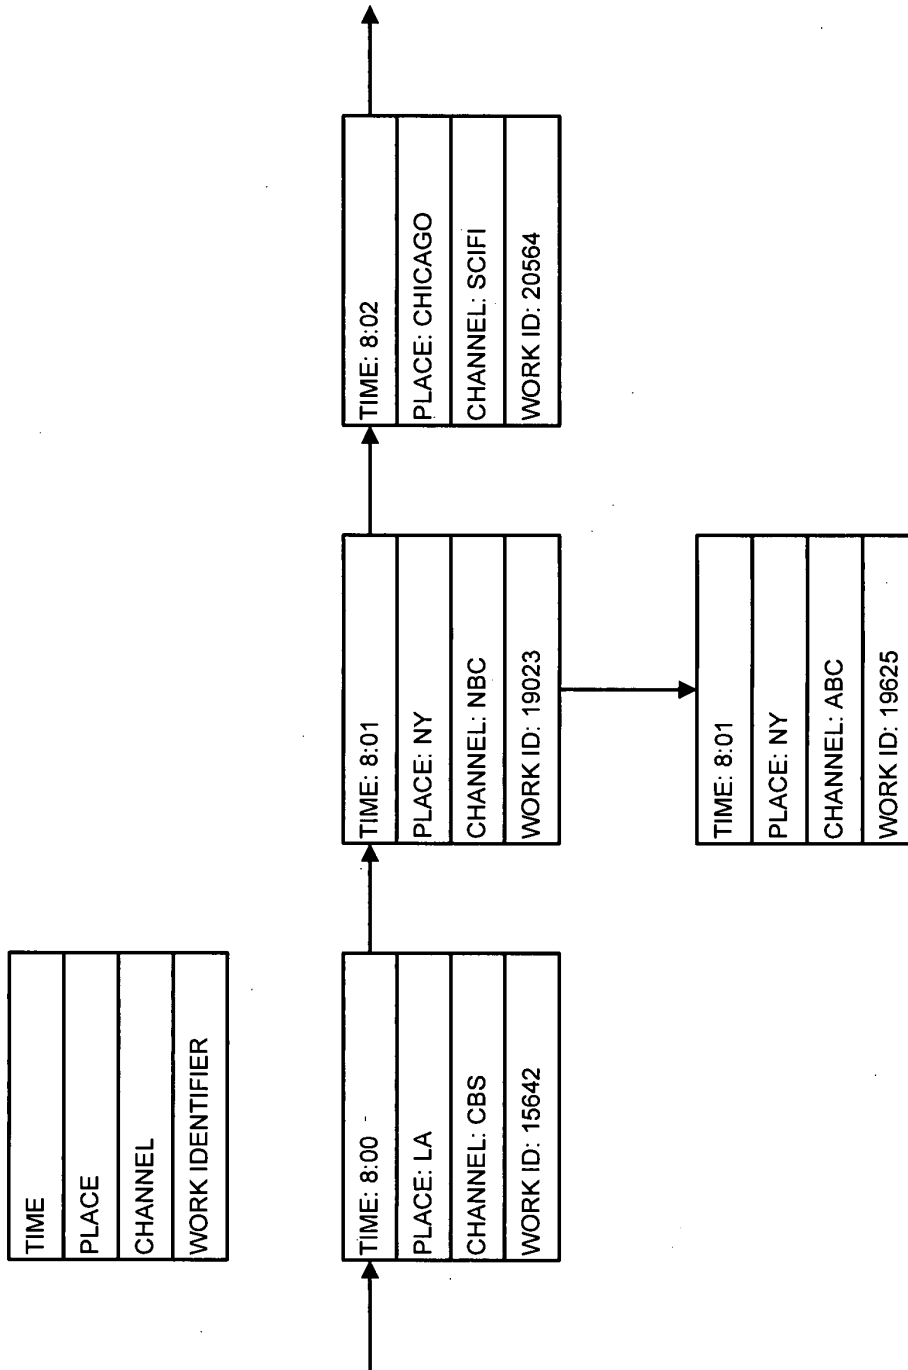 TIME
PLACE
CHANNEL
WORK IDENTIFIER
TIME: 8:00
PLACE: LA
CHANNEL: CBS
WORK ID: 15642
TIME: 8:01
PLACE: NY
CHANNEL: NBC
WORK ID: 19023
TIME: 8:02
PLACE: CHICAGO
CHANNEL: SCIFI
WORK ID: 20564
TIME: 8:01
PLACE: NY
CHANNEL: ABC
WORK ID: 19625